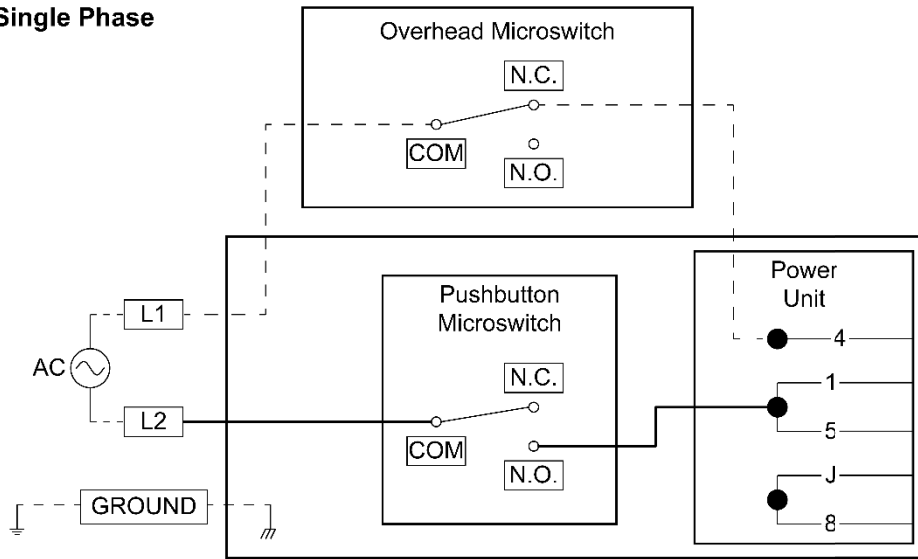 Single Phase
Overhead Microswitch
N.C.
COM
N.O.
Power
Unit
Pushbutton
Microswitch
L1
4
AC
N.C.
1
L2
COM
5
N.O.
J
GROUND
8